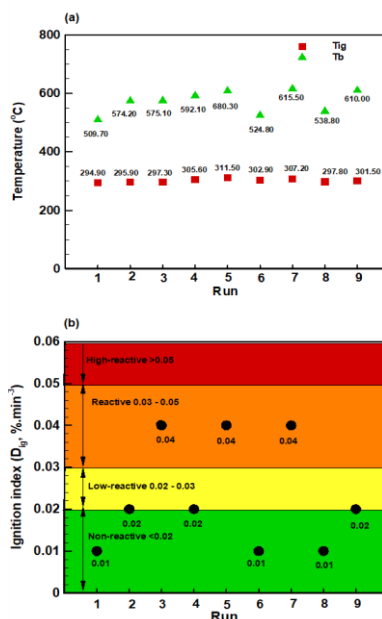 (a)
Tig
Tb
800
600
400
200
0
Temperature (°C)
509.70
574.20
575.10
592.10
680.30
524.80
615.50
538.80
610.00
294.90
295.90
297.30
305.60
311.50
302.90
307.20
297.80
301.50
1 2 3 4 5 6 7 8 9
Run
(b)
0.06
0.05
0.04
0.03
0.02
0.01
0
Ignition index (Dig, %.min-3)
High-reactive >0.05
Reactive 0.03 - 0.05
0.04
0.04
0.04
Low-reactive 0.02 - 0.03
0.02
0.02
0.02
Non-reactive <0.02
0.01
0.01
0.01
1 2 3 4 5 6 7 8 9
Run